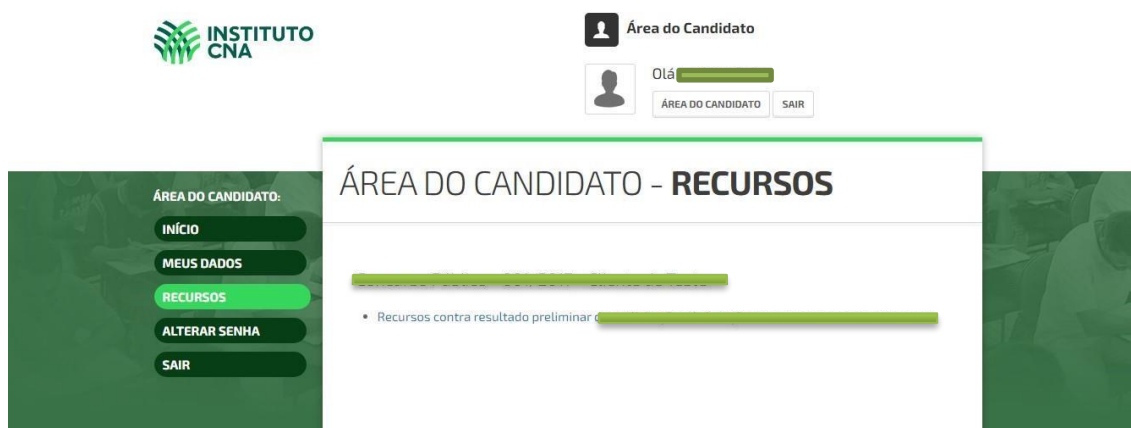 INSTITUTO
CNA
Área do Candidato
Olá
ÁREA DO CANDIDATO SAIR
ÁREA DO CANDIDATO:
INÍCIO
MEUS DADOS
RECURSOS
ALTERAR SENHA
SAIR
ÁREA DO CANDIDATO - RECURSOS
Recursos contra resultado preliminar